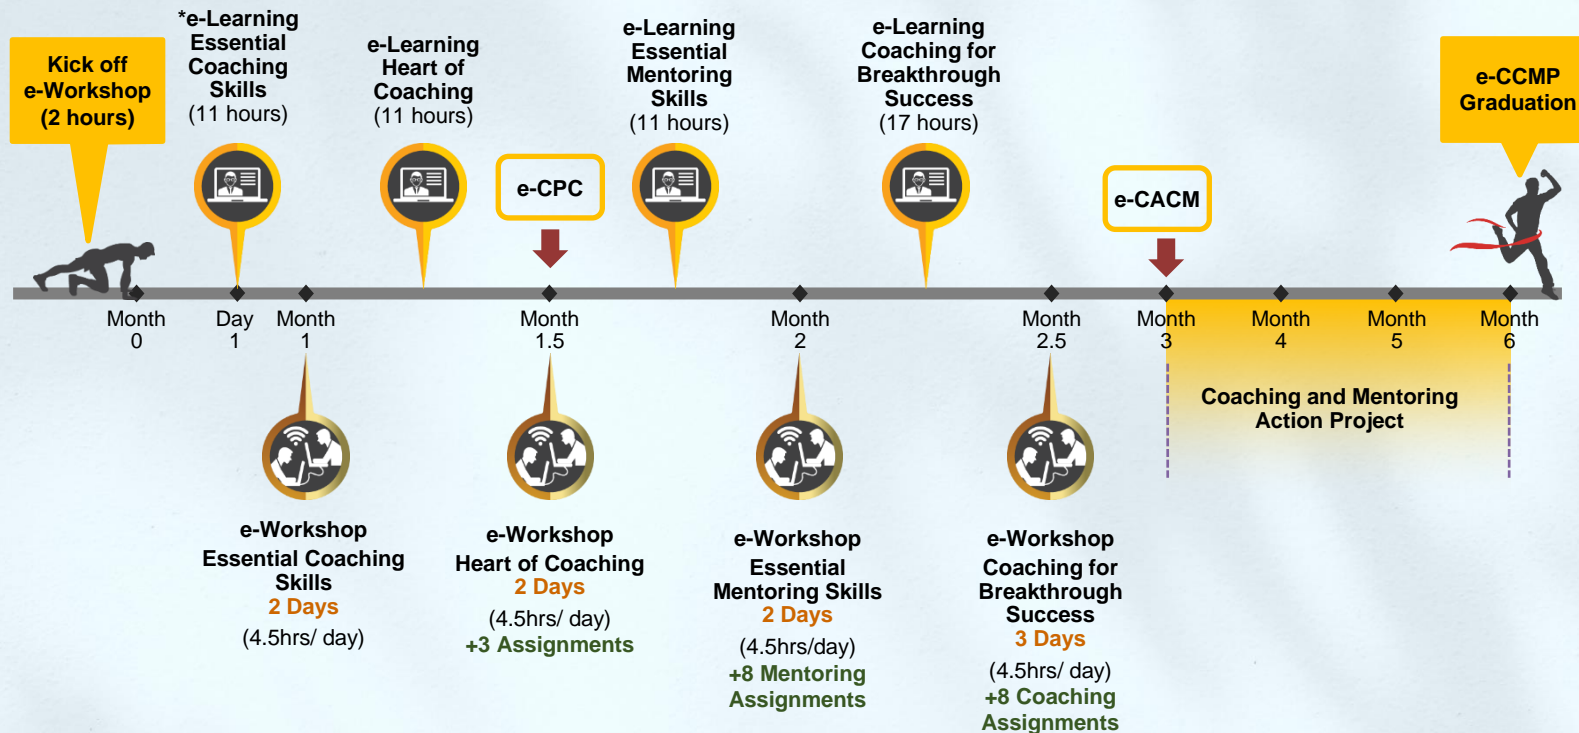 Kick off
e-Workshop
(2 hours)
*e-Learning
Essential
Coaching
Skills
(11 hours)
e-Learning
Heart of
Coaching
(11 hours)
e-CPC
e-Learning
Essential
Mentoring
Skills
(11 hours)
e-Learning
Coaching for
Breakthrough
Success
(17 hours)
e-CACM
e-CCMP
Graduation
Month
0
Day
1
Month
1
Month
1.5
Month
2
Month
2.5
Month
3
Month
4
Month
5
Month
6
Coaching and Mentoring
Action Project
e-Workshop
Essential Coaching
Skills
2 Days
(4.5hrs/ day)
e-Workshop
Heart of Coaching
2 Days
(4.5hrs/ day)
+3 Assignments
e-Workshop
Essential
Mentoring Skills
2 Days
(4.5hrs/day)
+8 Mentoring
Assignments
e-Workshop
Coaching for
Breakthrough
Success
3 Days
(4.5hrs/ day)
+8 Coaching
Assignments